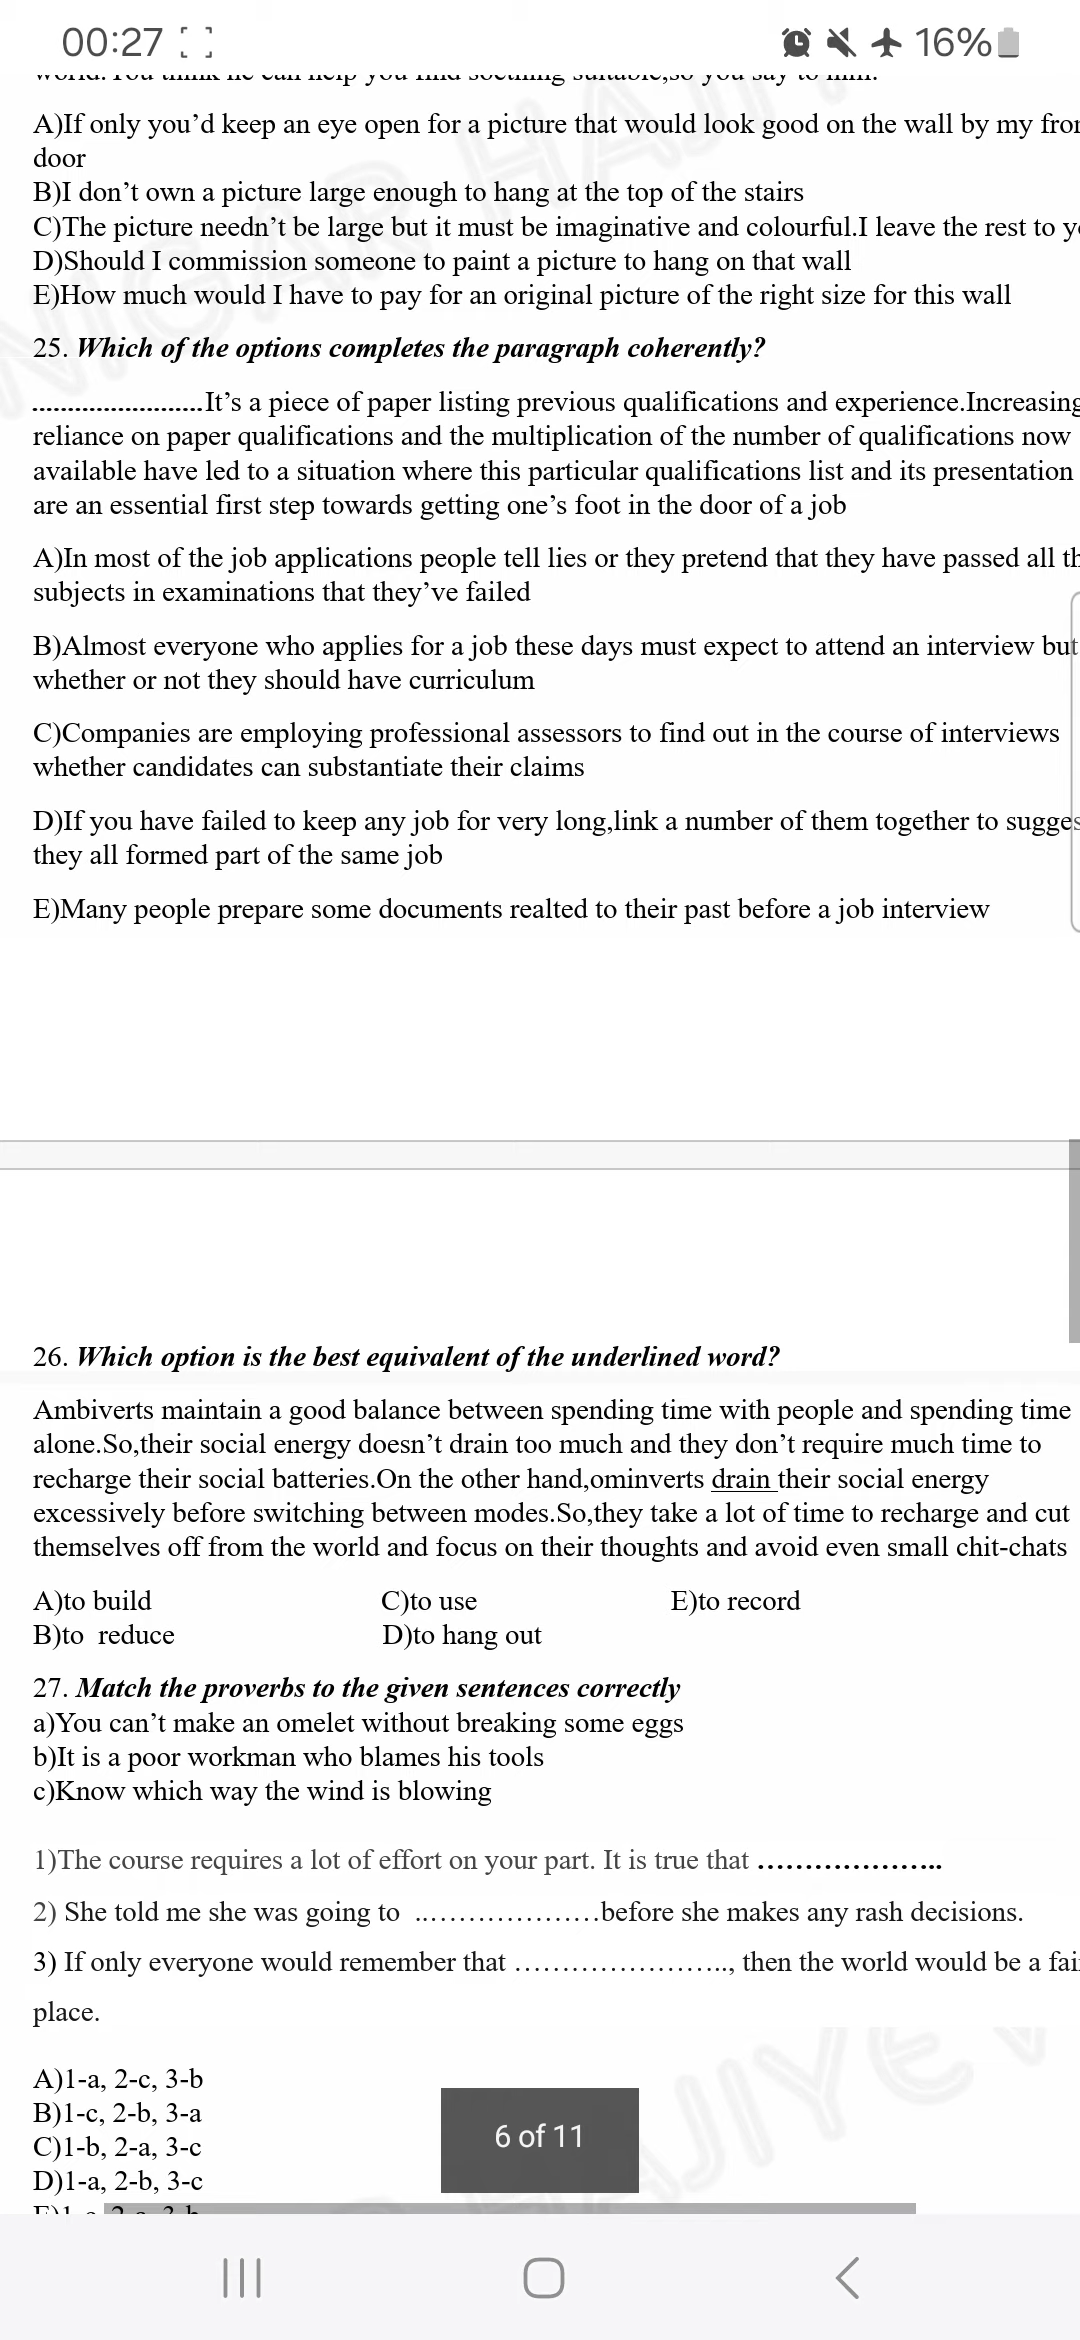 00:27
16%
A)If only you’d keep an eye open for a picture that would look good on the wall by my
door
B)I don’t own a picture large enough to hang at the top of the stairs
C)The picture needn’t be large but it must be imaginative and colourful.I leave the rest to
D)Should I commission someone to paint a picture to hang on that wall
E)How much would I have to pay for an original picture of the right size for this wall
25. Which of the options completes the paragraph coherently?
........................It’s a piece of paper listing previous qualifications and experience.Increasing
reliance on paper qualifications and the multiplication of the number of qualifications now
available have led to a situation where this particular qualifications list and its presentation
are an essential first step towards getting one’s foot in the door of a job
A)In most of the job applications people tell lies or they pretend that they have passed all
subjects in examinations that they’ve failed
B)Almost everyone who applies for a job these days must expect to attend an interview but
whether or not they should have curriculum
C)Companies are employing professional assessors to find out in the course of interviews
whether candidates can substantiate their claims
D)If you have failed to keep any job for very long,link a number of them together to
they all formed part of the same job
E)Many people prepare some documents realted to their past before a job interview
26. Which option is the best equivalent of the underlined word?
Ambiverts maintain a good balance between spending time with people and spending time
alone.So,their social energy doesn’t drain too much and they don’t require much time to
recharge their social batteries.On the other hand,ominverts drain their social energy
excessively before switching between modes.So,they take a lot of time to recharge and cut
themselves off from the world and focus on their thoughts and avoid even small chit-chats
A)to build C)to use E)to record
B)to reduce D)to hang out
27. Match the proverbs to the given sentences correctly
a)You can’t make an omelet without breaking some eggs
b)It is a poor workman who blames his tools
c)Know which way the wind is blowing
1)The course requires a lot of effort on your part. It is true that ......................
2) She told me she was going to ......................before she makes any rash decisions.
3) If only everyone would remember that ........................., then the world would be a
place.
A)1-a, 2-c, 3-b
B)1-c, 2-b, 3-a
C)1-b, 2-a, 3-c
D)1-a, 2-b, 3-c
6 of 11